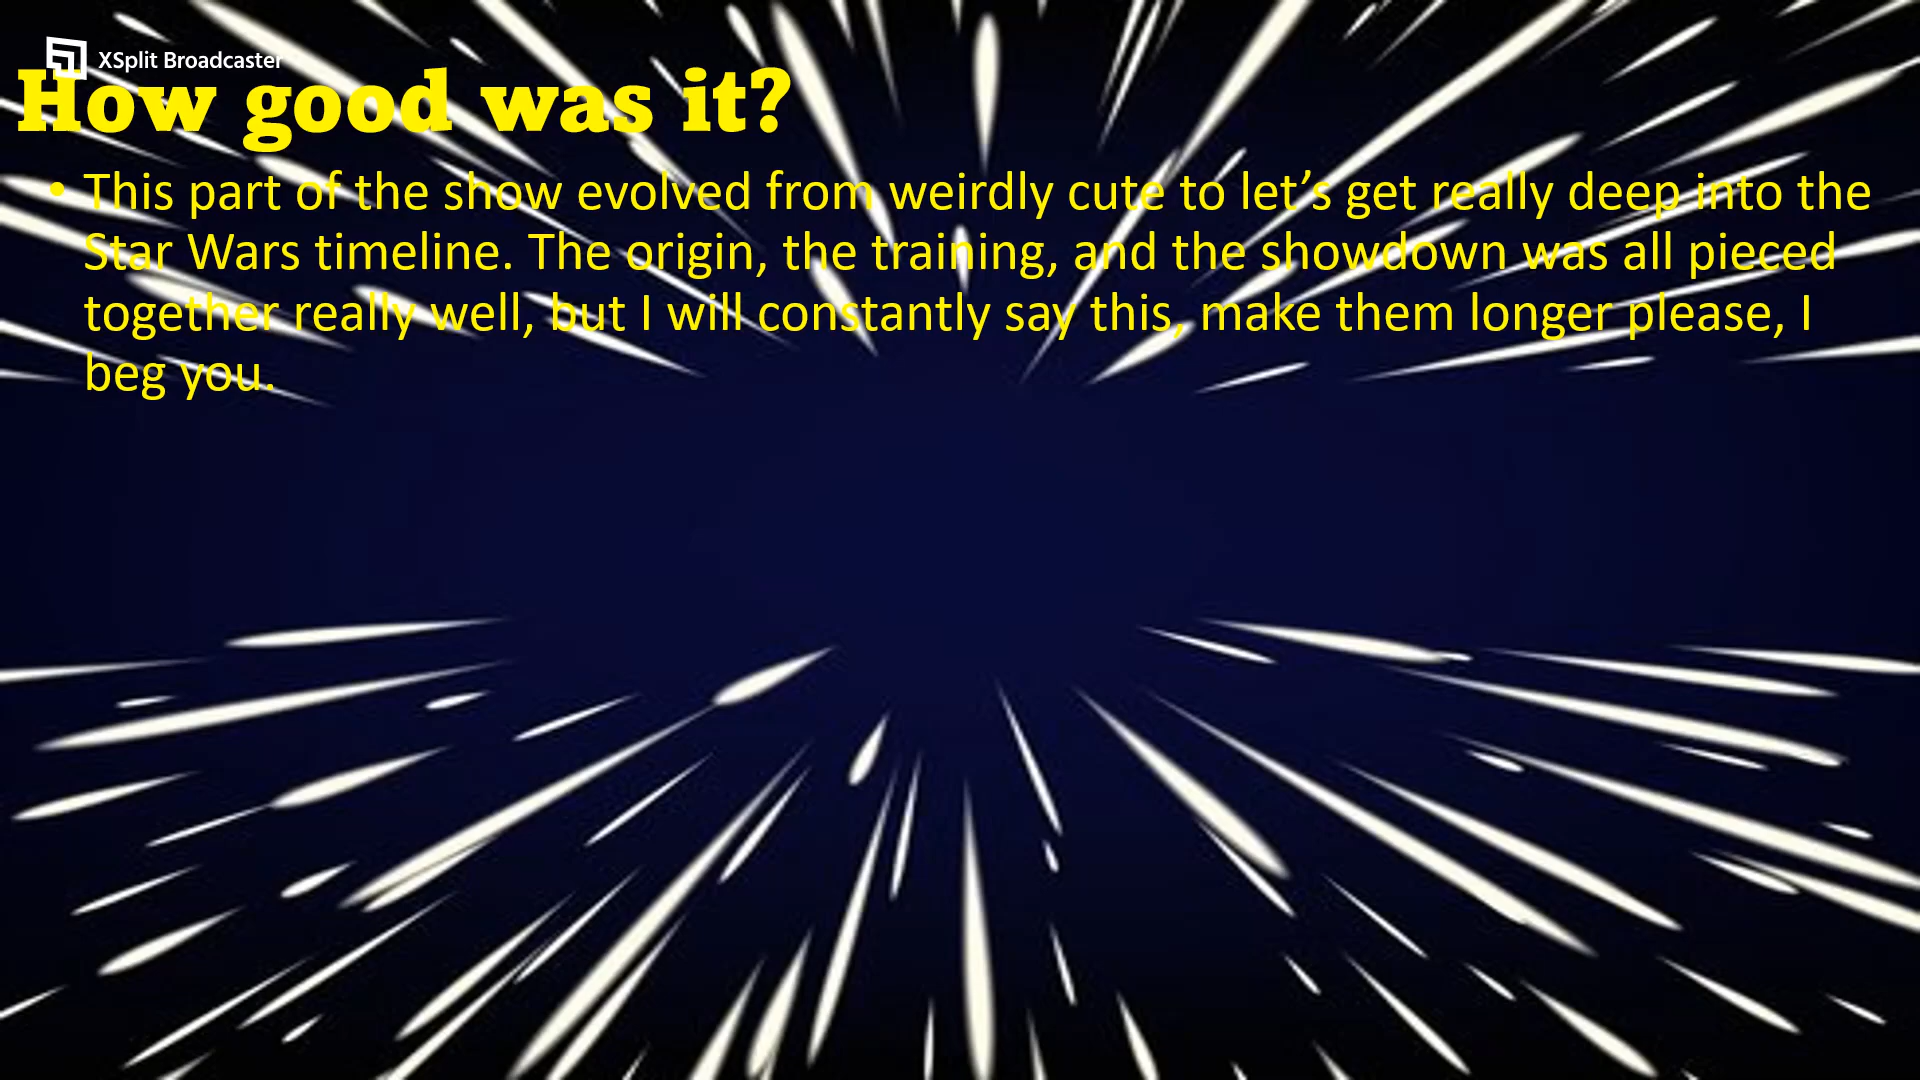 XSplit Broadcaster
How good was it?
• This part of the show evolved from weirdly cute to let’s get really deep into the
Star Wars timeline. The origin, the training, and the showdown was all pieced
together really well, but I will constantly say this, make them longer please, I
beg you.